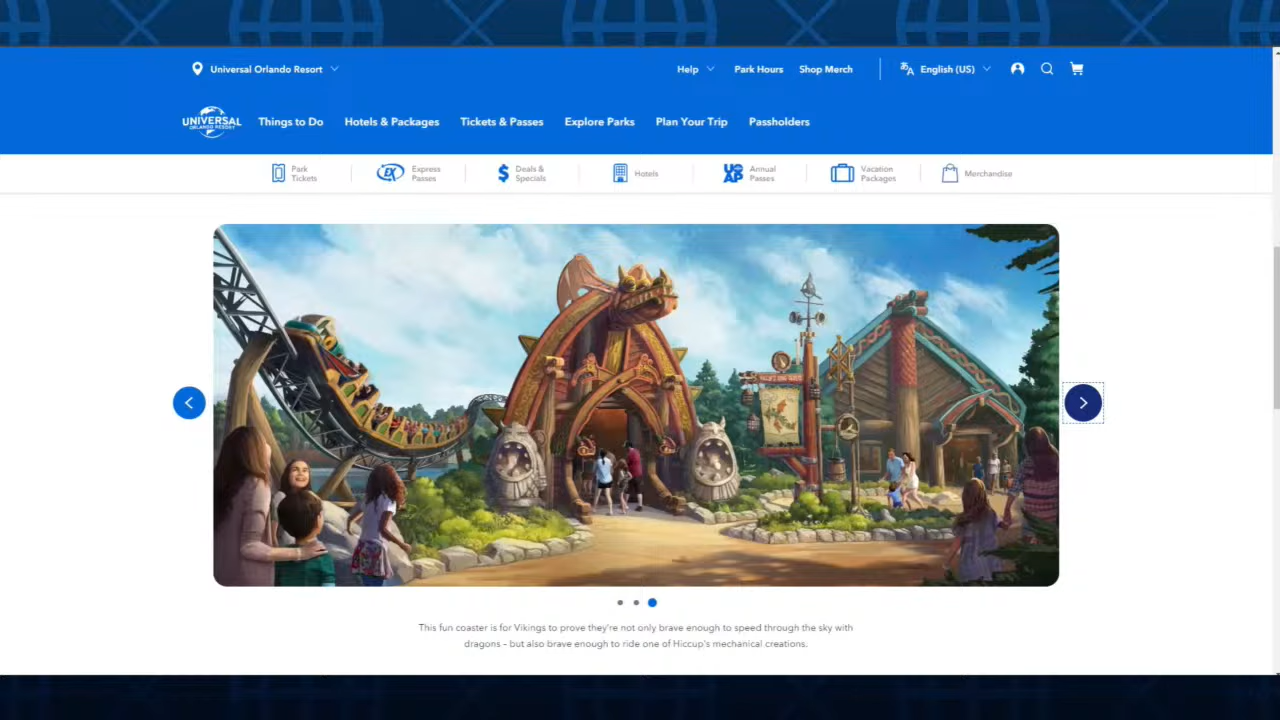 Universal Orlando Resort
Help
Park Hours
Shop Merch
English (US)
UNIVERSAL
ORLANDO RESORT
Things to Do
Hotels & Packages
Tickets & Passes
Explore Parks
Plan Your Trip
Passholders
Park
Tickets
EX
Express
Passes
Deals &
Specials
Hotels
UO
AP
Annual
Passes
Vacation
Packages
Merchandise
This fun coaster is for Vikings to prove they're not only brave enough to speed through the sky with
dragons – but also brave enough to ride one of Hiccup's mechanical creations.